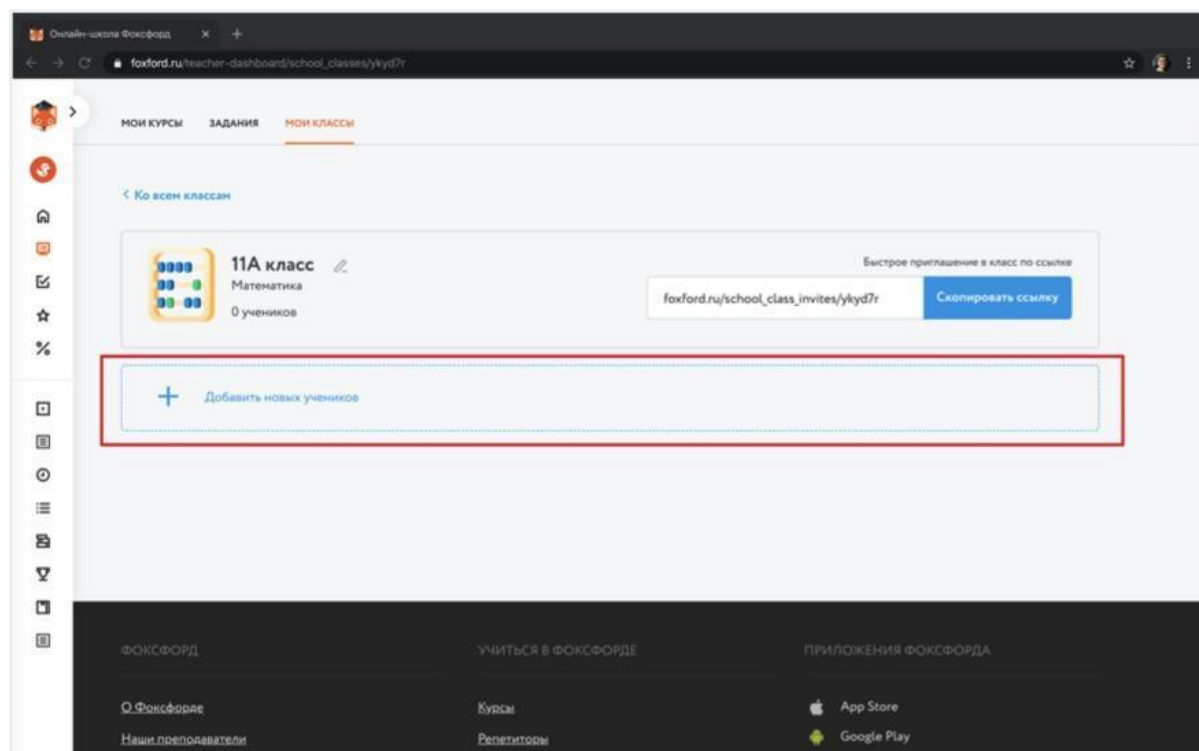 Онлайн-школа Фоксфорд
foxford.ru/teacher-dashboard/school_classes/ykyd7r
МОИ КУРСЫ ЗАДАНИЯ МОИ КЛАССЫ
Ко всем классам
11А класс
Математика
0 учеников
Быстрое приглашение в класс по ссылке
foxford.ru/school_class_invites/ykyd7r Скопировать ссылку
Добавить новых учеников
ФОКСФОРД УЧИТЬСЯ В ФОКСФОРДЕ ПРИЛОЖЕНИЯ ФОКСФОРДА
О Фоксфорде Курсы App Store
Наши преподаватели Репетиторы Google Play